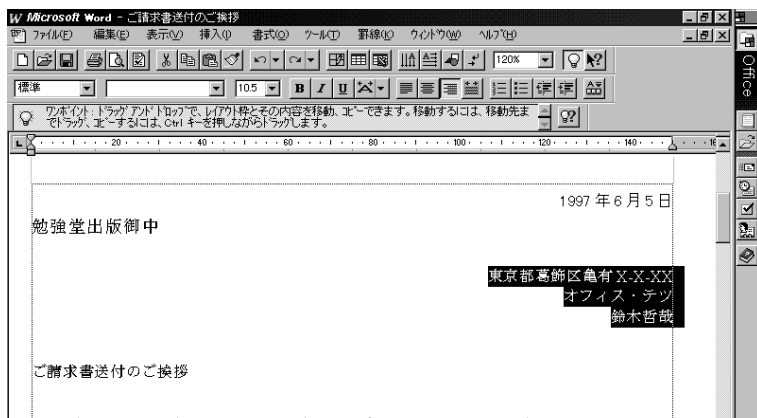 Microsoft Word - ご請求書送付のご挨拶
ファイル(F) 編集(E) 表示(V) 挿入(I) 書式(O) ツール(T) 罫線(K) ウィンドウ(W) ヘルプ(H)
120%
標準 10.5 B I U
ワンポイント: ドラッグ アンド ドロップで、レイアウト枠とその内容を移動、コピーできます。移動するには、移動先ま
でドラッグ、コピーするには、Ctrl キーを押しながらドラッグします。
20 40 60 80 100 120 140 16
1997 年 6 月 5 日
勉強堂出版御中
東京都葛飾区亀有 X-X-XX
オフィス・テツ
鈴木哲哉
ご請求書送付のご挨拶
Office